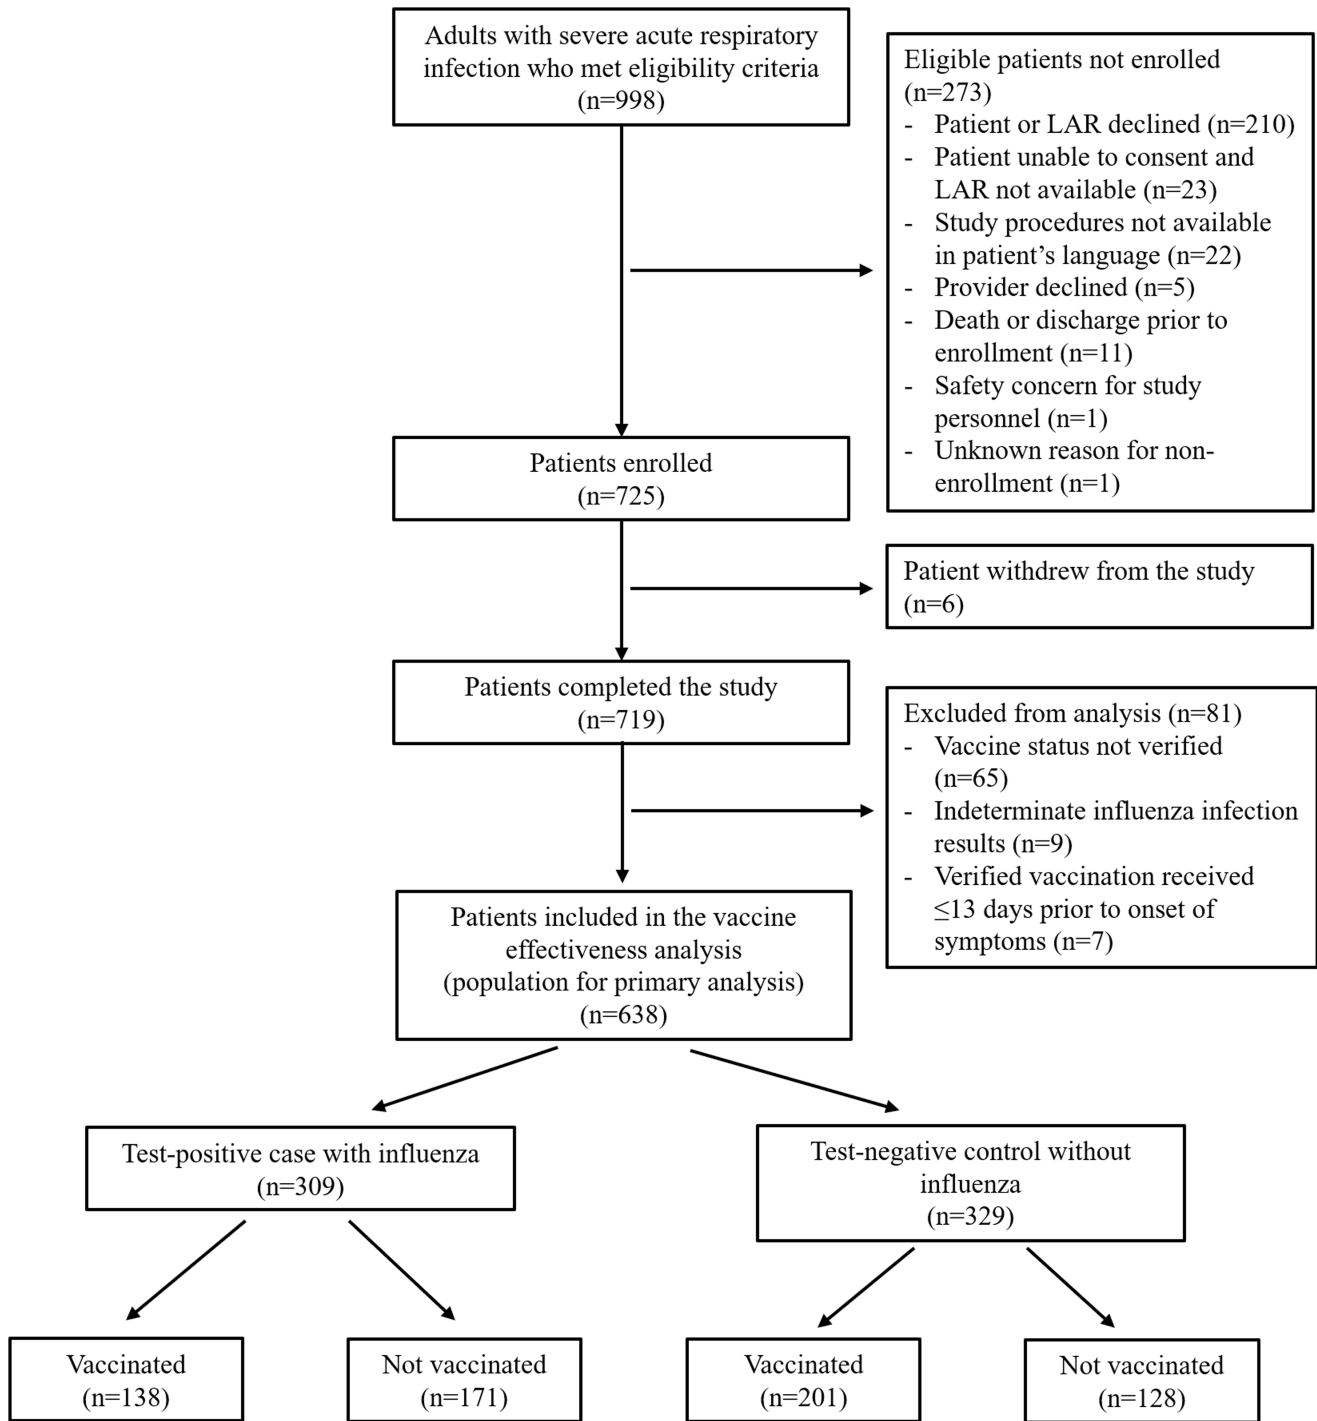 Adults with severe acute respiratory
infection who met eligibility criteria
(n=998)
Eligible patients not enrolled
(n=273)
- Patient or LAR declined (n=210)
- Patient unable to consent and
LAR not available (n=23)
- Study procedures not available
in patient's language (n=22)
- Provider declined (n=5)
- Death or discharge prior to
enrollment (n=11)
- Safety concern for study
personnel (n=1)
- Unknown reason for non-
enrollment (n=1)
Patients enrolled
(n=725)
Patient withdrew from the study
(n=6)
Patients completed the study
(n=719)
Excluded from analysis (n=81)
- Vaccine status not verified
(n=65)
- Indeterminate influenza infection
results (n=9)
- Verified vaccination received
≤13 days prior to onset of
symptoms (n=7)
Patients included in the vaccine
effectiveness analysis
(population for primary analysis)
(n=638)
Test-positive case with influenza
(n=309)
Test-negative control without
influenza
(n=329)
Vaccinated
(n=138)
Not vaccinated
(n=171)
Vaccinated
(n=201)
Not vaccinated
(n=128)